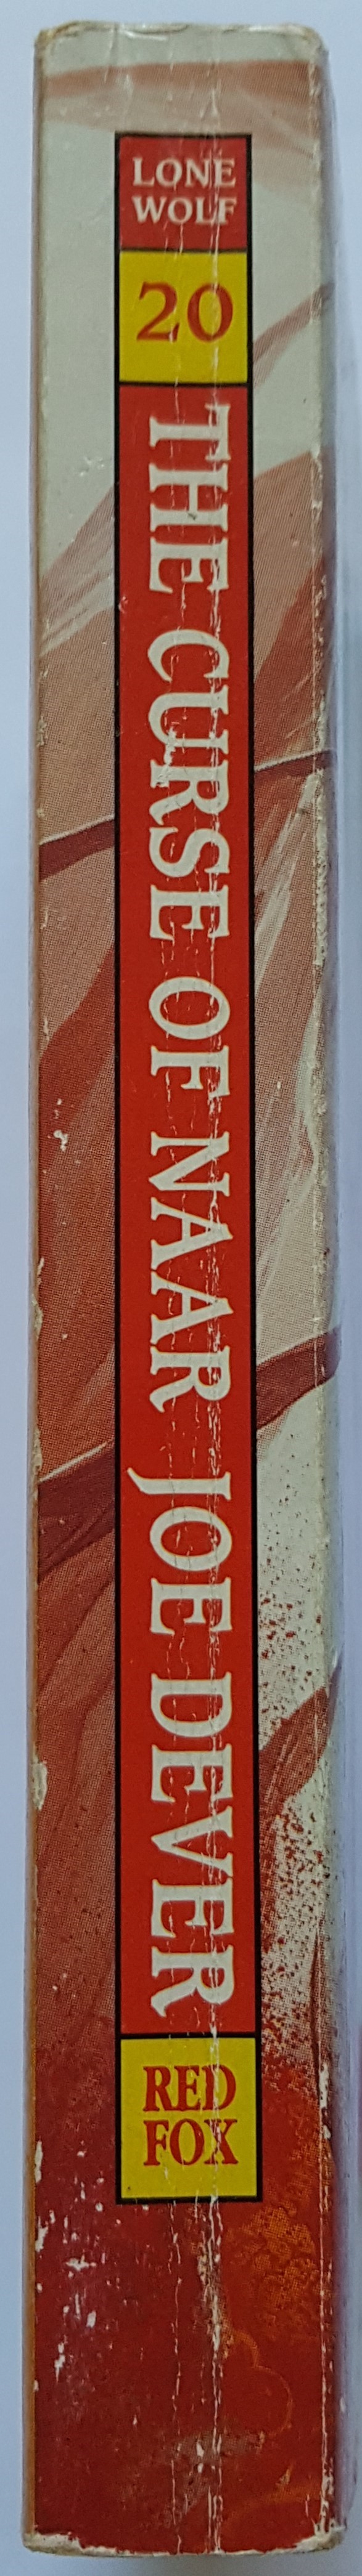 LONE
WOLF
20
THE CURSE OF NAAR JOE DEVER
RED
FOX